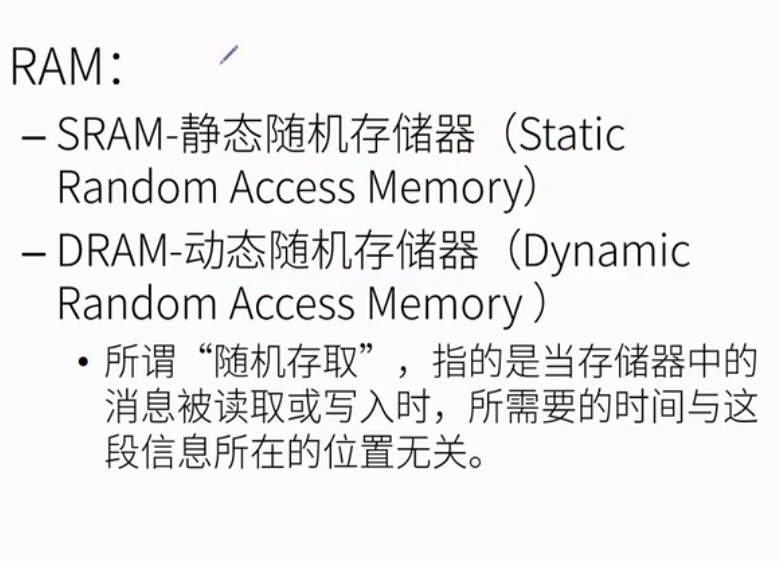 RAM：
– SRAM-静态随机存储器（Static
Random Access Memory）
– DRAM-动态随机存储器（Dynamic
Random Access Memory ）
• 所谓“随机存取”，指的是当存储器中的
消息被读取或写入时，所需要的时间与这
段信息所在的位置无关。